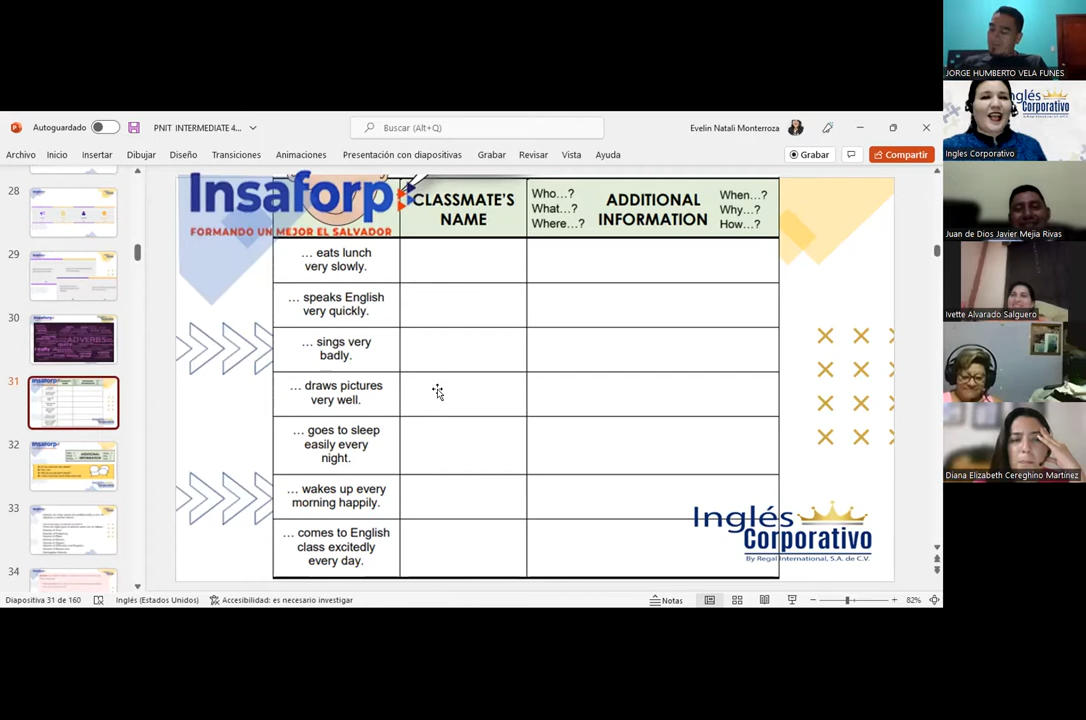 JORGE HUMBERTO VELA FUNES
Inglés
Corporativo
Ingles Corporativo
Juan de Dios Javier Mejia Rivas
Ivette Alvarado Salguero
Diana Elizabeth Cereghino Martinez
Autoguardado
PNIT INTERMEDIATE 4...
Buscar (Alt+Q)
Evelin Natali Monterroza
Archivo Inicio Insertar Dibujar Diseño Transiciones Animaciones Presentación con diapositivas Grabar Revisar Vista Ayuda
Grabar
Compartir
28
29
30
ADVERBS
31
32
33
34
Insaforp
FORMANDO UN MEJOR EL SALVADOR
CLASSMATE'S
NAME
Who...?
What...?
Where...?
ADDITIONAL
INFORMATION
When...?
Why...?
How...?
... eats lunch
very slowly.
... speaks English
very quickly.
... sings very
badly.
... draws pictures
very well.
... goes to sleep
easily every
night.
... wakes up every
morning happily.
... comes to English
class excitedly
every day.
Inglés
Corporativo
By Regal International, S.A. de C.V.
Diapositiva 31 de 160
Inglés (Estados Unidos)
Accesibilidad: es necesario investigar
Notas
82%